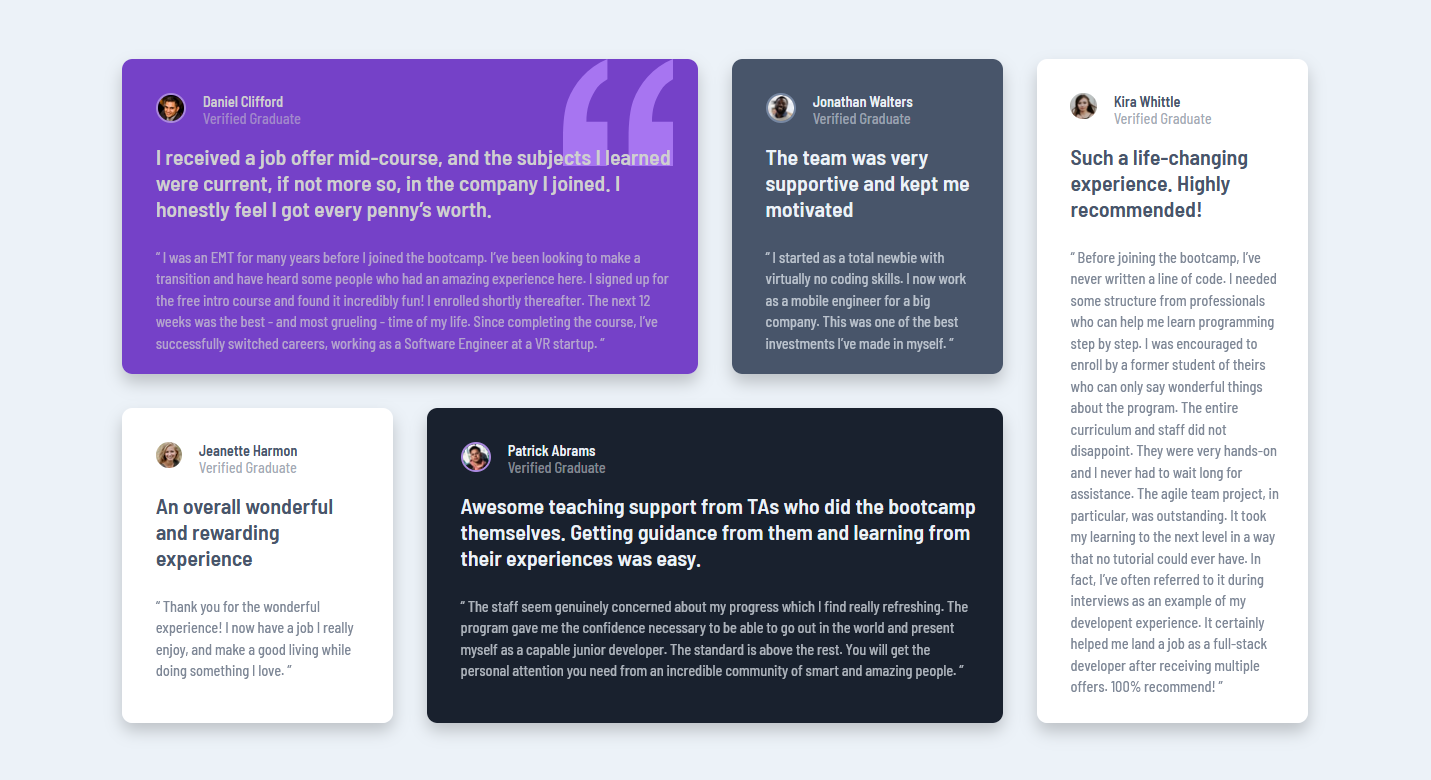 Daniel Clifford
Verified Graduate
I received a job offer mid-course, and the subjects I learned
were current, if not more so, in the company I joined. I
honestly feel I got every penny’s worth.
“ I was an EMT for many years before I joined the bootcamp. I’ve been looking to make a
transition and have heard some people who had an amazing experience here. I signed up for
the free intro course and found it incredibly fun! I enrolled shortly thereafter. The next 12
weeks was the best - and most grueling - time of my life. Since completing the course, I’ve
successfully switched careers, working as a Software Engineer at a VR startup. ”
Jonathan Walters
Verified Graduate
The team was very
supportive and kept me
motivated
“ I started as a total newbie with
virtually no coding skills. I now work
as a mobile engineer for a big
company. This was one of the best
investments I’ve made in myself. ”
Kira Whittle
Verified Graduate
Such a life-changing
experience. Highly
recommended!
“ Before joining the bootcamp, I’ve
never written a line of code. I needed
some structure from professionals
who can help me learn programming
step by step. I was encouraged to
enroll by a former student of theirs
who can only say wonderful things
about the program. The entire
curriculum and staff did not
disappoint. They were very hands-on
and I never had to wait long for
assistance. The agile team project, in
particular, was outstanding. It took
my learning to the next level in a way
that no tutorial could ever have. In
fact, I’ve often referred to it during
interviews as an example of my
developent experience. It certainly
helped me land a job as a full-stack
developer after receiving multiple
offers. 100% recommend! ”
Jeanette Harmon
Verified Graduate
An overall wonderful
and rewarding
experience
“ Thank you for the wonderful
experience! I now have a job I really
enjoy, and make a good living while
doing something I love. ”
Patrick Abrams
Verified Graduate
Awesome teaching support from TAs who did the bootcamp
themselves. Getting guidance from them and learning from
their experiences was easy.
“ The staff seem genuinely concerned about my progress which I find really refreshing. The
program gave me the confidence necessary to be able to go out in the world and present
myself as a capable junior developer. The standard is above the rest. You will get the
personal attention you need from an incredible community of smart and amazing people. ”